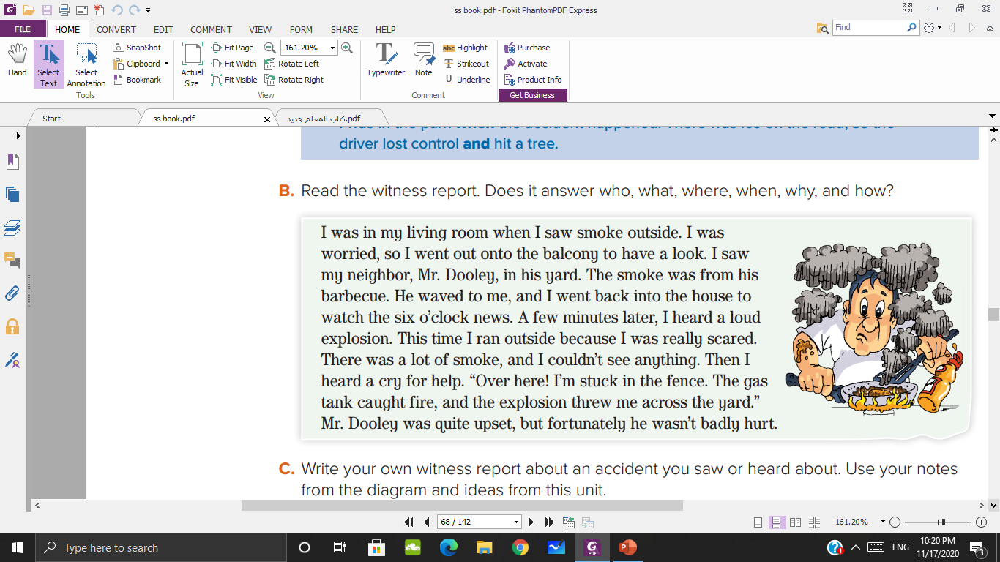 ss book.pdf - Foxit PhantomPDF Express
FILE HOME CONVERT EDIT COMMENT VIEW FORM SHARE HELP
Find
Hand
Select Text
Select Annotation
SnapShot
Clipboard
Bookmark
Tools
Actual Size
Fit Page
Fit Width
Fit Visible
161.20%
Rotate Left
Rotate Right
View
Typewriter
Note
abc Highlight
T Strikeout
U Underline
Comment
Purchase
Activate
Product Info
Get Business
Start
ss book.pdf
كتاب المعلم جديد.pdf
I was in the park when the accident happened. There was ice on the road, so the
driver lost control and hit a tree.
B. Read the witness report. Does it answer who, what, where, when, why, and how?
I was in my living room when I saw smoke outside. I was
worried, so I went out onto the balcony to have a look. I saw
my neighbor, Mr. Dooley, in his yard. The smoke was from his
barbecue. He waved to me, and I went back into the house to
watch the six o’clock news. A few minutes later, I heard a loud
explosion. This time I ran outside because I was really scared.
There was a lot of smoke, and I couldn’t see anything. Then I
heard a cry for help. “Over here! I’m stuck in the fence. The gas
tank caught fire, and the explosion threw me across the yard.”
Mr. Dooley was quite upset, but fortunately he wasn’t badly hurt.
C. Write your own witness report about an accident you saw or heard about. Use your notes
from the diagram and ideas from this unit.
68 / 142
161.20%
Type here to search
ENG
10:20 PM
11/17/2020
3